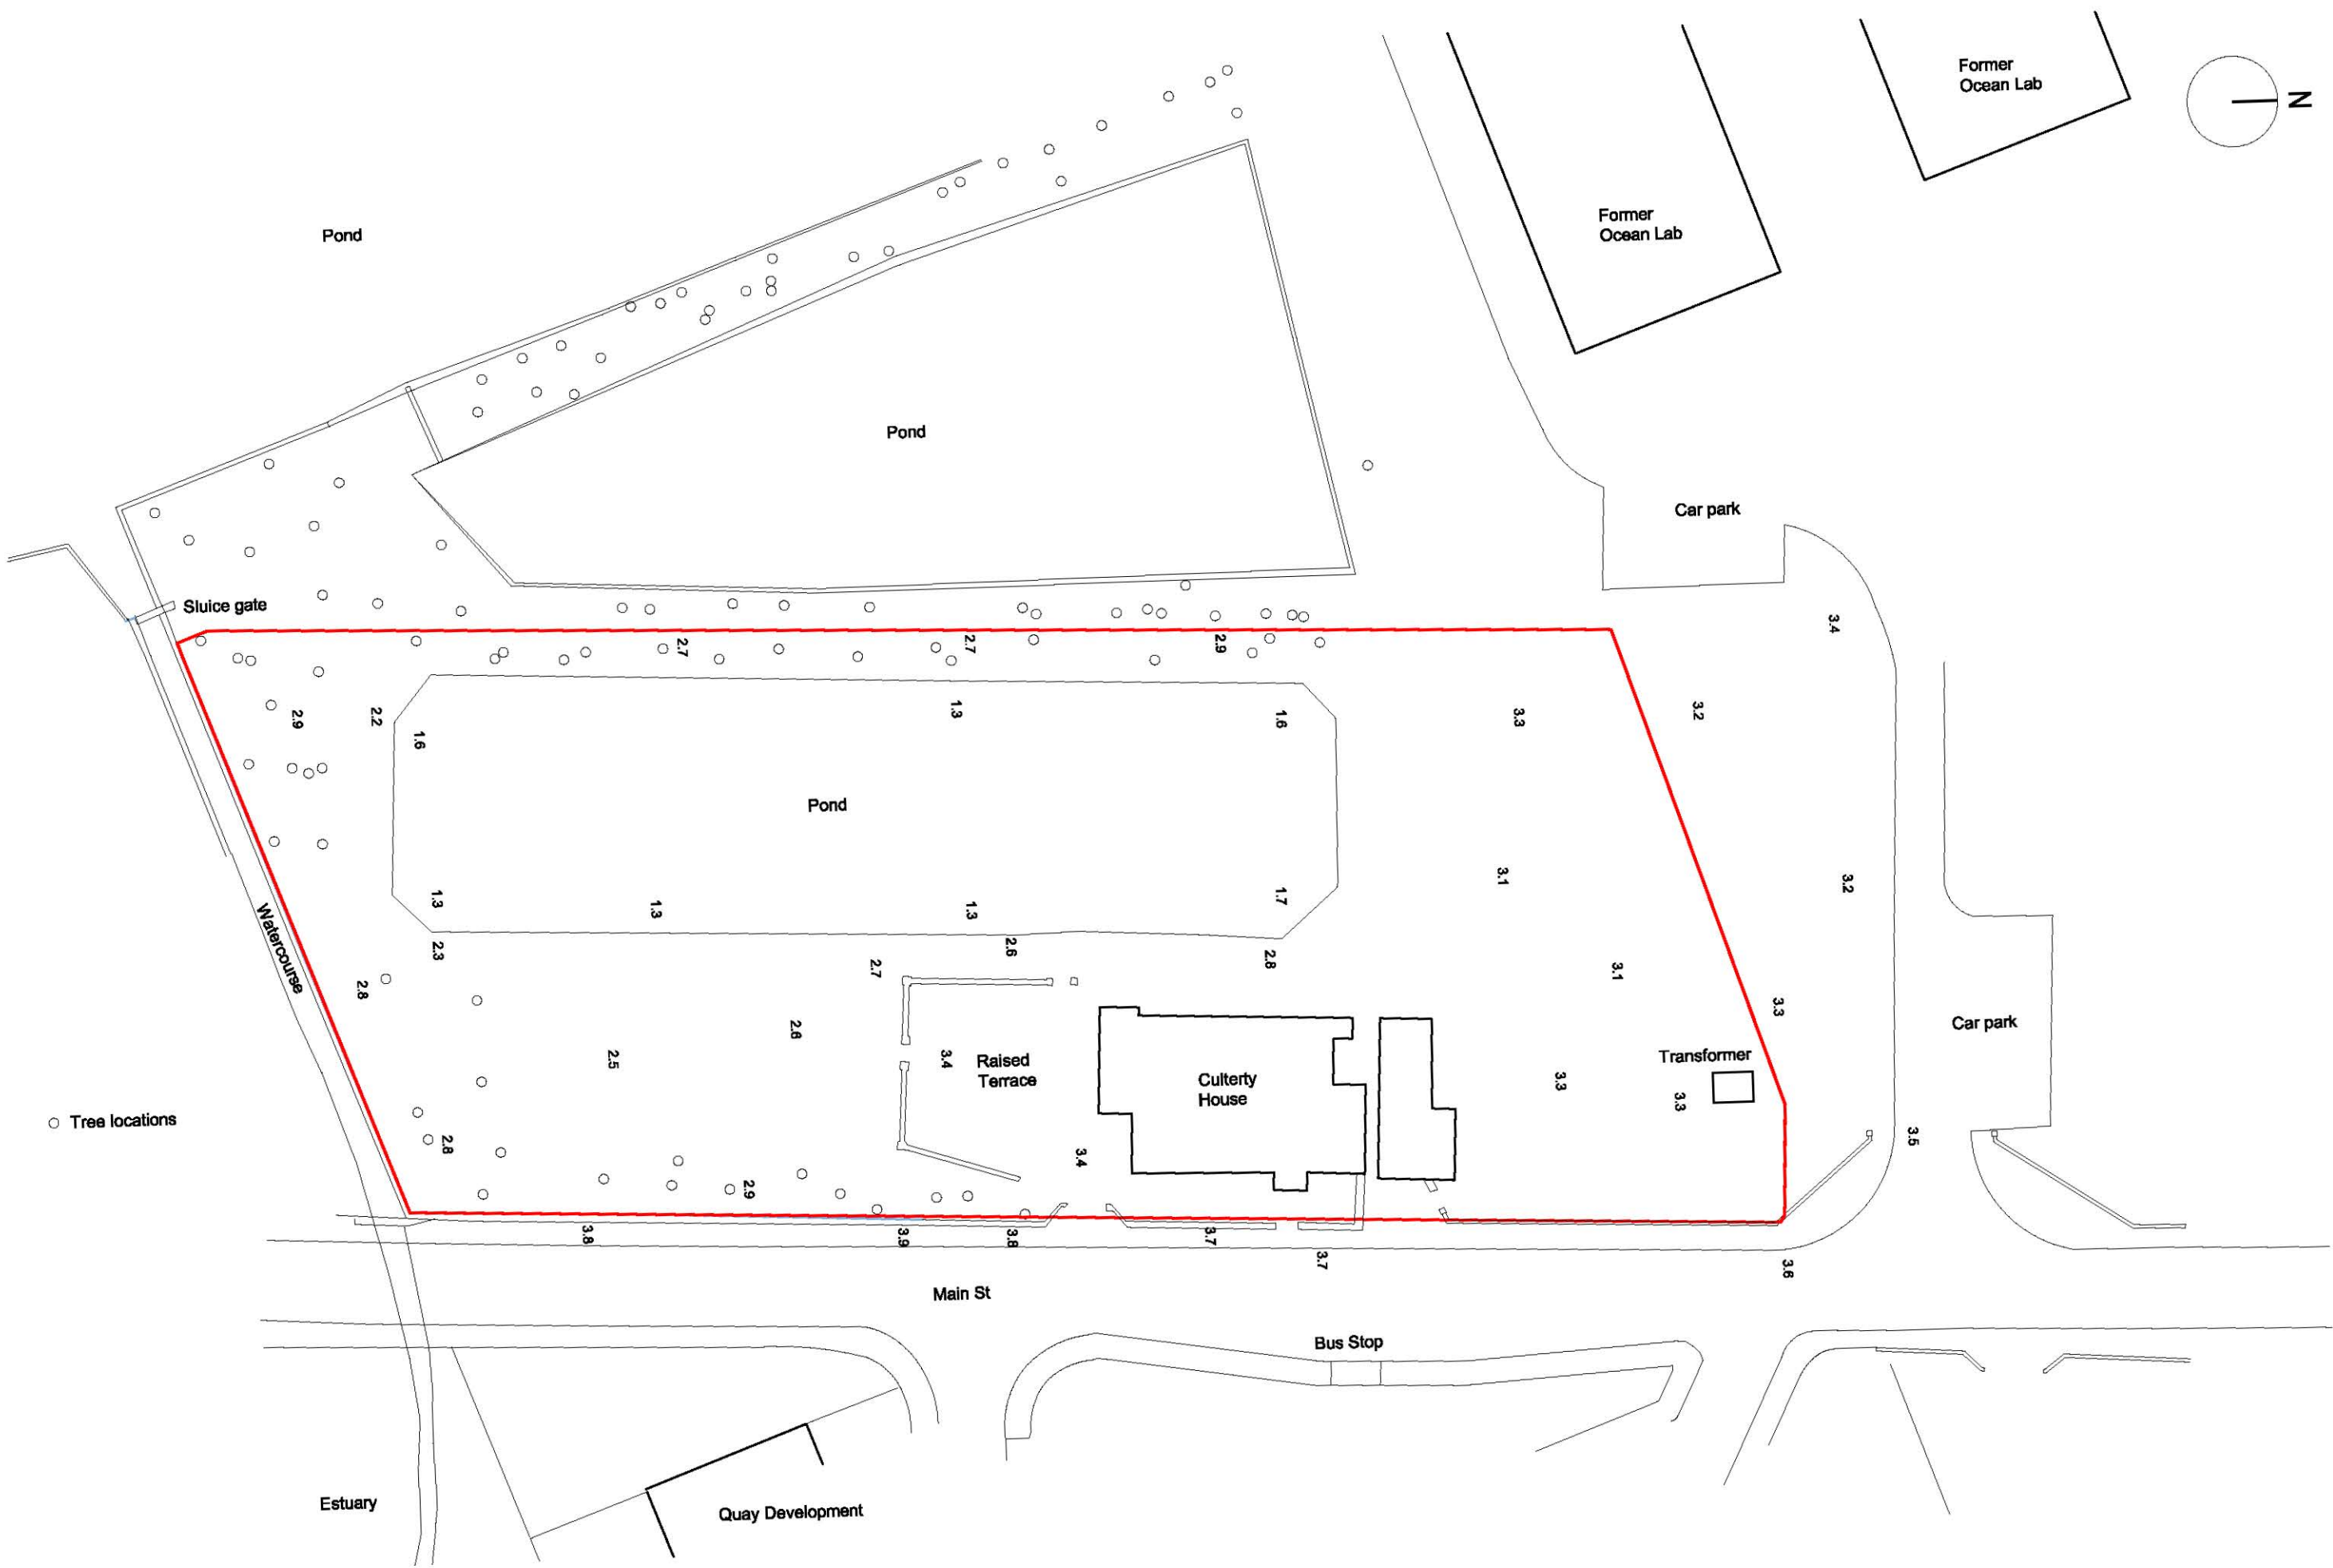 Former
Ocean Lab
N
Former
Ocean Lab
Pond
Pond
Car park
Sluice gate
3.4
2.7
2.7
2.9
2.9
2.2
1.6
1.3
1.6
3.3
3.2
Pond
3.1
3.2
1.3
1.3
1.3
1.7
Watercourse
2.3
2.6
2.8
2.7
2.8
3.1
3.3
Car park
2.6
2.5
3.4
Raised
Terrace
Culterty
House
3.3
Transformer
3.3
Tree locations
2.8
3.4
3.5
2.9
3.8
3.9
3.8
3.7
3.7
3.6
Main St
Bus Stop
Estuary
Quay Development